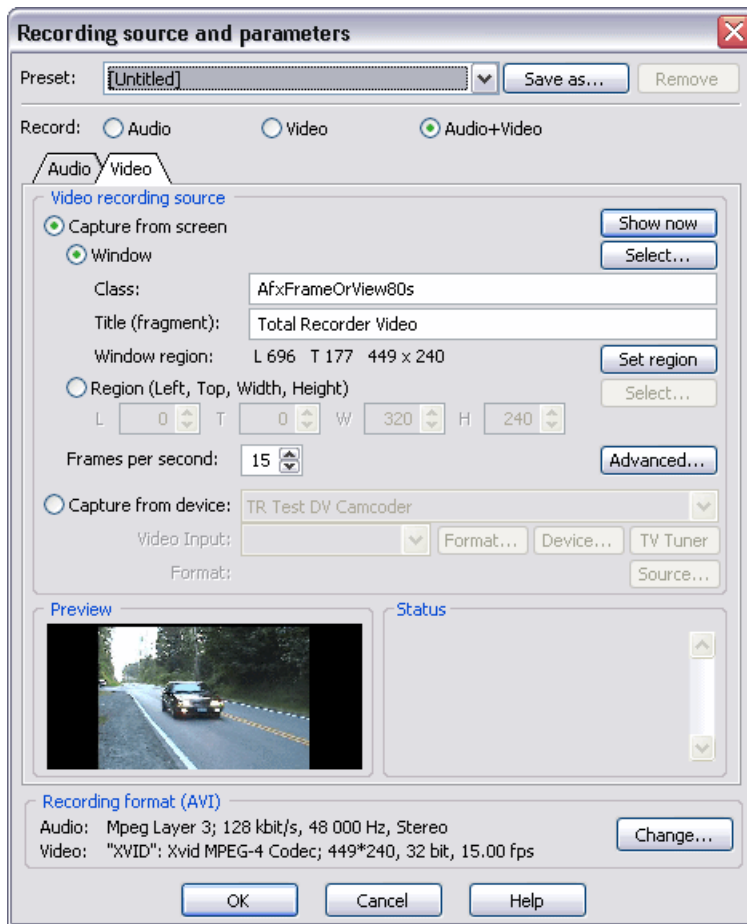 Recording source and parameters
Preset: [Untitled] Save as... Remove
Record: Audio Video Audio+Video
Audio Video
Video recording source
Capture from screen Show now
Window Select...
Class: AfxFrameOrView80s
Title (fragment): Total Recorder Video
Window region: L 696 T 177 449 x 240 Set region
Region (Left, Top, Width, Height) Select...
L 0 T 0 W 320 H 240
Frames per second: 15 Advanced...
Capture from device: TR Test DV Camcoder
Video Input: Format... Device... TV Tuner
Format: Source...
Preview Status
Recording format (AVI)
Audio: Mpeg Layer 3; 128 kbit/s, 48 000 Hz, Stereo Change...
Video: "XVID": Xvid MPEG-4 Codec; 449*240, 32 bit, 15.00 fps
OK Cancel Help